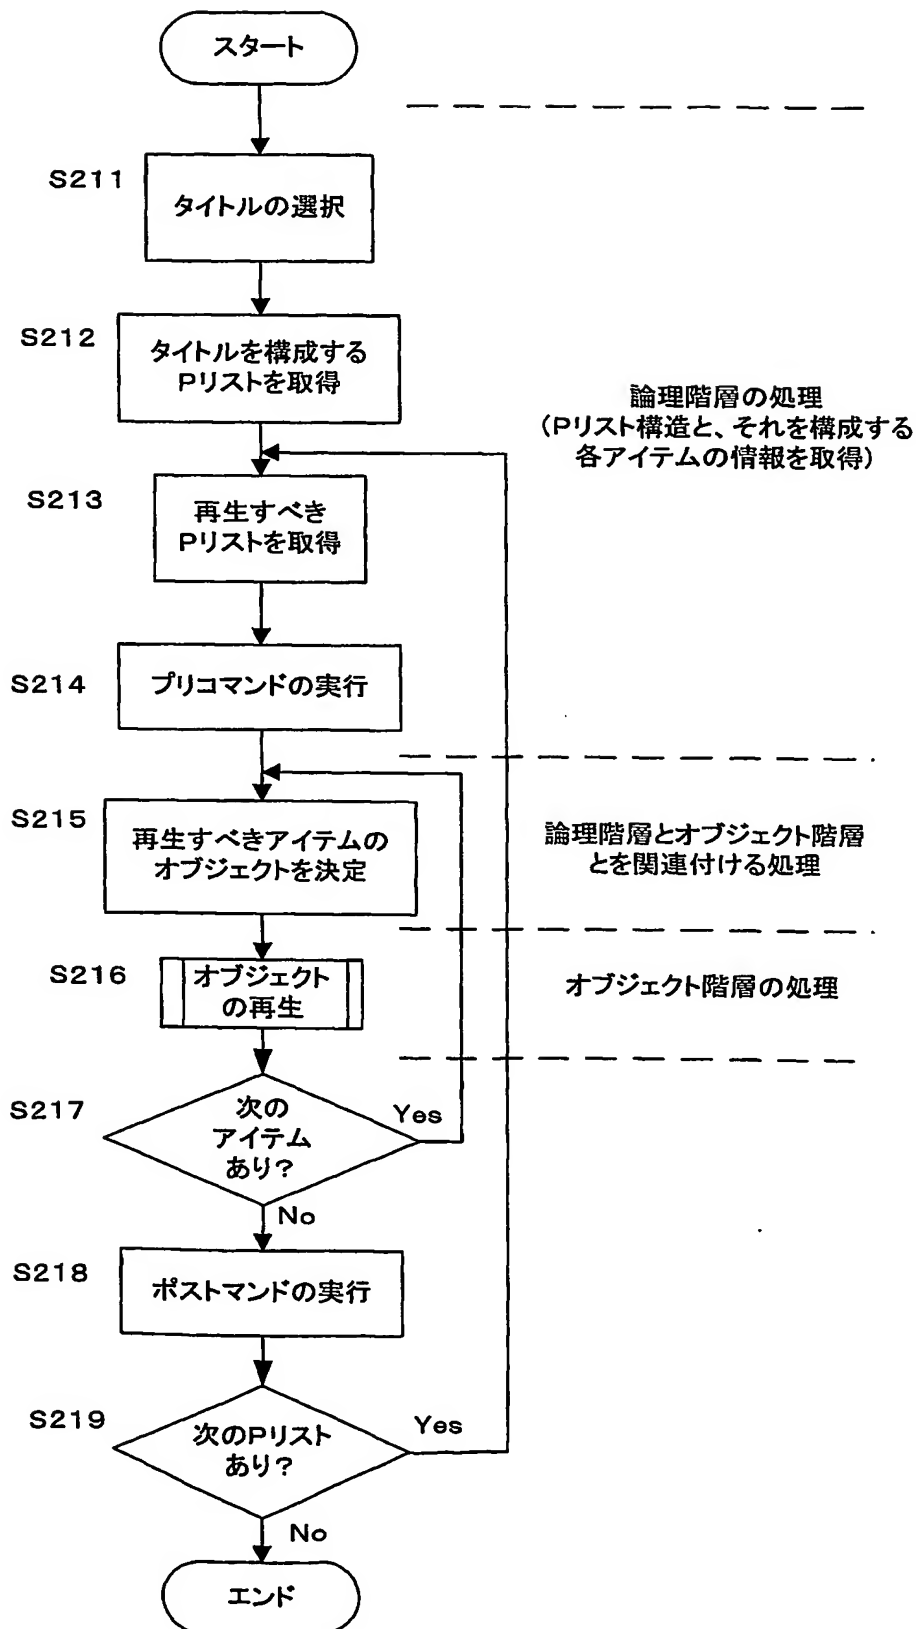 スタート
S211
タイトルの選択
S212
タイトルを構成する
Pリストを取得
論理階層の処理
(Pリスト構造と、それを構成する
各アイテムの情報を取得)
S213
再生すべき
Pリストを取得
S214
プリコマンドの実行
S215
再生すべきアイテムの
オブジェクトを決定
論理階層とオブジェクト階層
とを関連付ける処理
S216
オブジェクト
の再生
オブジェクト階層の処理
S217
次の
アイテム
あり?
Yes
No
S218
ポストマンドの実行
S219
次のPリスト
あり?
Yes
No
エンド